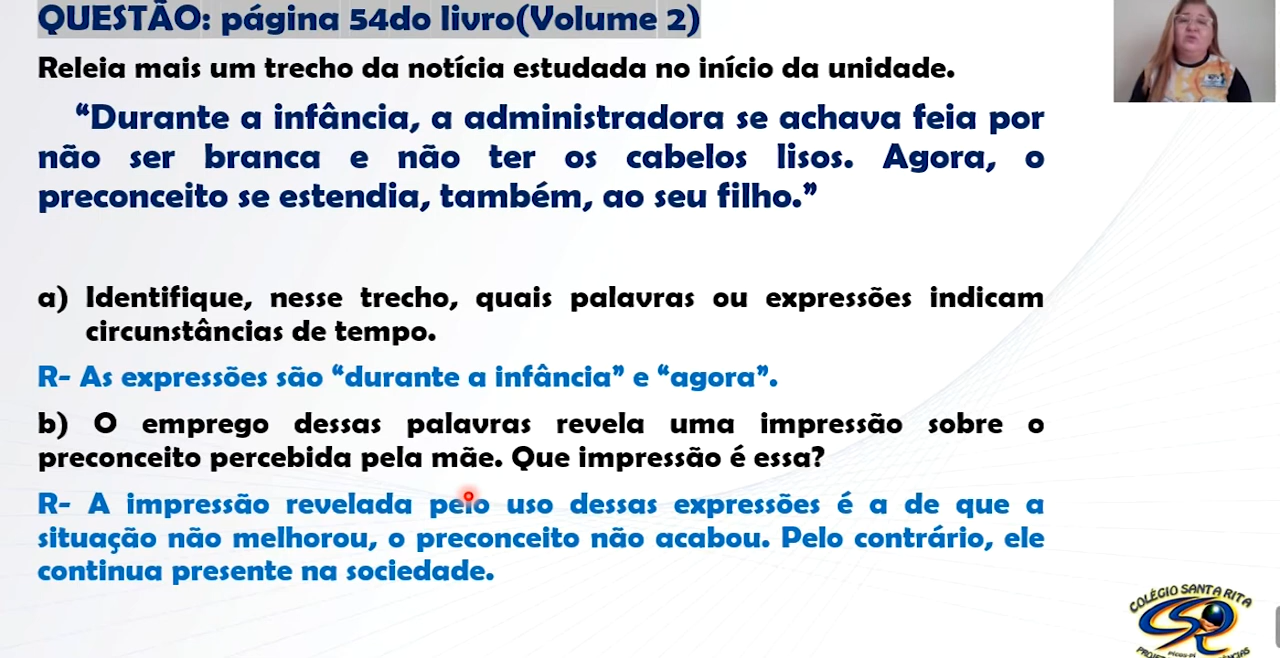 QUESTÃO: página 54do livro(Volume 2)
Releia mais um trecho da notícia estudada no início da unidade.
“Durante a infância, a administradora se achava feia por
não ser branca e não ter os cabelos lisos. Agora, o
preconceito se estendia, também, ao seu filho.”
a) Identifique, nesse trecho, quais palavras ou expressões indicam
circunstâncias de tempo.
R- As expressões são “durante a infância” e “agora”.
b) O emprego dessas palavras revela uma impressão sobre o
preconceito percebida pela mãe. Que impressão é essa?
R- A impressão revelada pelo uso dessas expressões é a de que a
situação não melhorou, o preconceito não acabou. Pelo contrário, ele
continua presente na sociedade.
COLÉGIO SANTA RITA